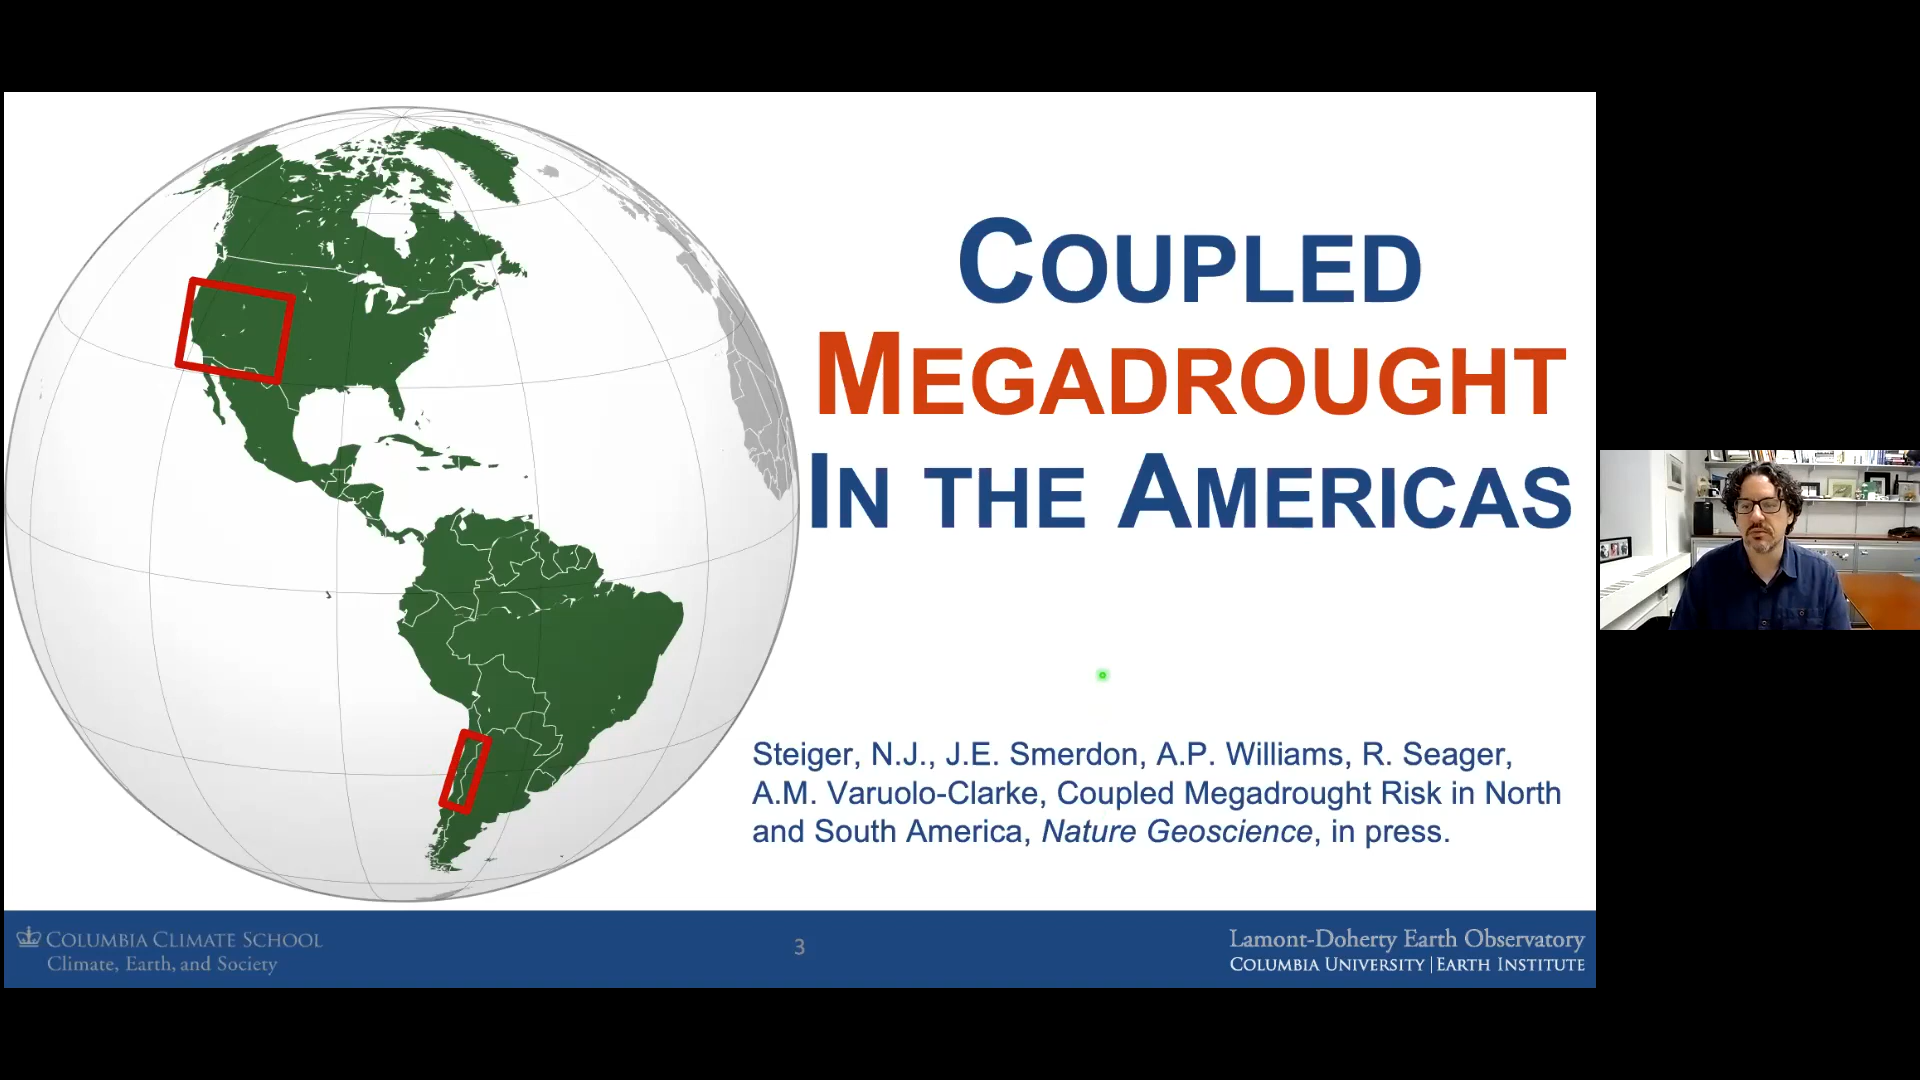 COUPLED
MEGADROUGHT
IN THE AMERICAS
Steiger, N.J., J.E. Smerdon, A.P. Williams, R. Seager,
A.M. Varuolo-Clarke, Coupled Megadrought Risk in North
and South America, Nature Geoscience, in press.
COLUMBIA CLIMATE SCHOOL
Climate, Earth, and Society
3
Lamont-Doherty Earth Observatory
COLUMBIA UNIVERSITY | EARTH INSTITUTE